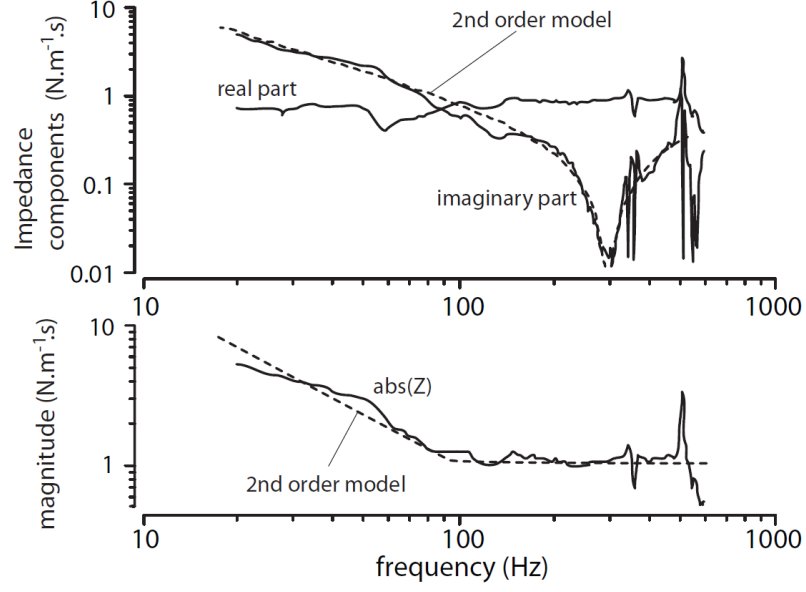 10
1
0.1
0.01
Impedance
components (N.m-1.s)
2nd order model
real part
imaginary part
10
100
1000
10
1
magnitude (N.m-1.s)
abs(Z)
2nd order model
10
100
1000
frequency (Hz)